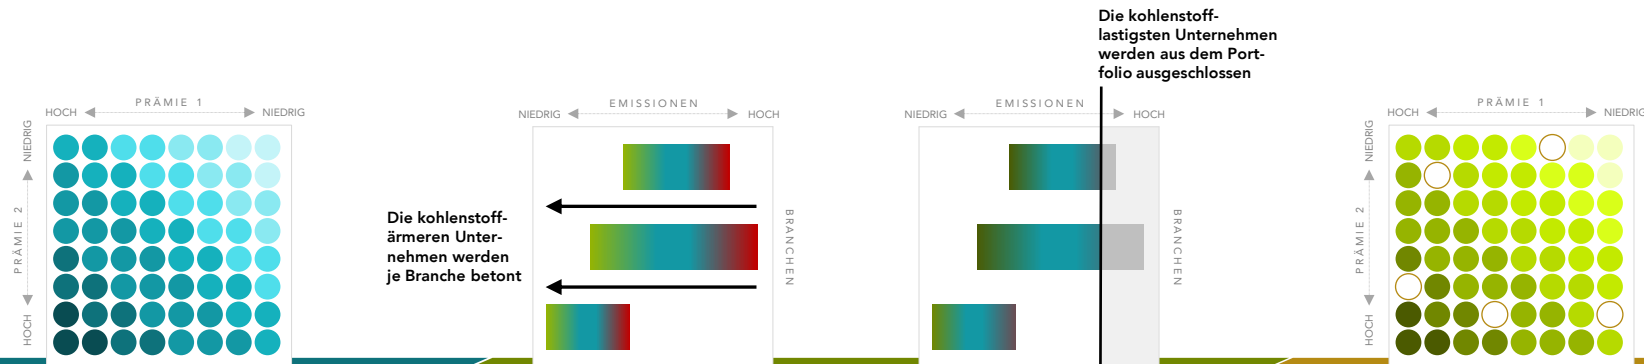 PRÄMIE 1
HOCH
NIEDRIG
NIEDRIG
PRÄMIE 2
HOCH
Die kohlenstoff-
ärmeren Unter-
nehmen werden
je Branche betont
EMISSIONEN
NIEDRIG
HOCH
BRANCHEN
Die kohlenstoff-
lastigsten Unternehmen
werden aus dem Port-
folio ausgeschlossen
EMISSIONEN
NIEDRIG
HOCH
BRANCHEN
PRÄMIE 1
HOCH
NIEDRIG
NIEDRIG
PRÄMIE 2
HOCH